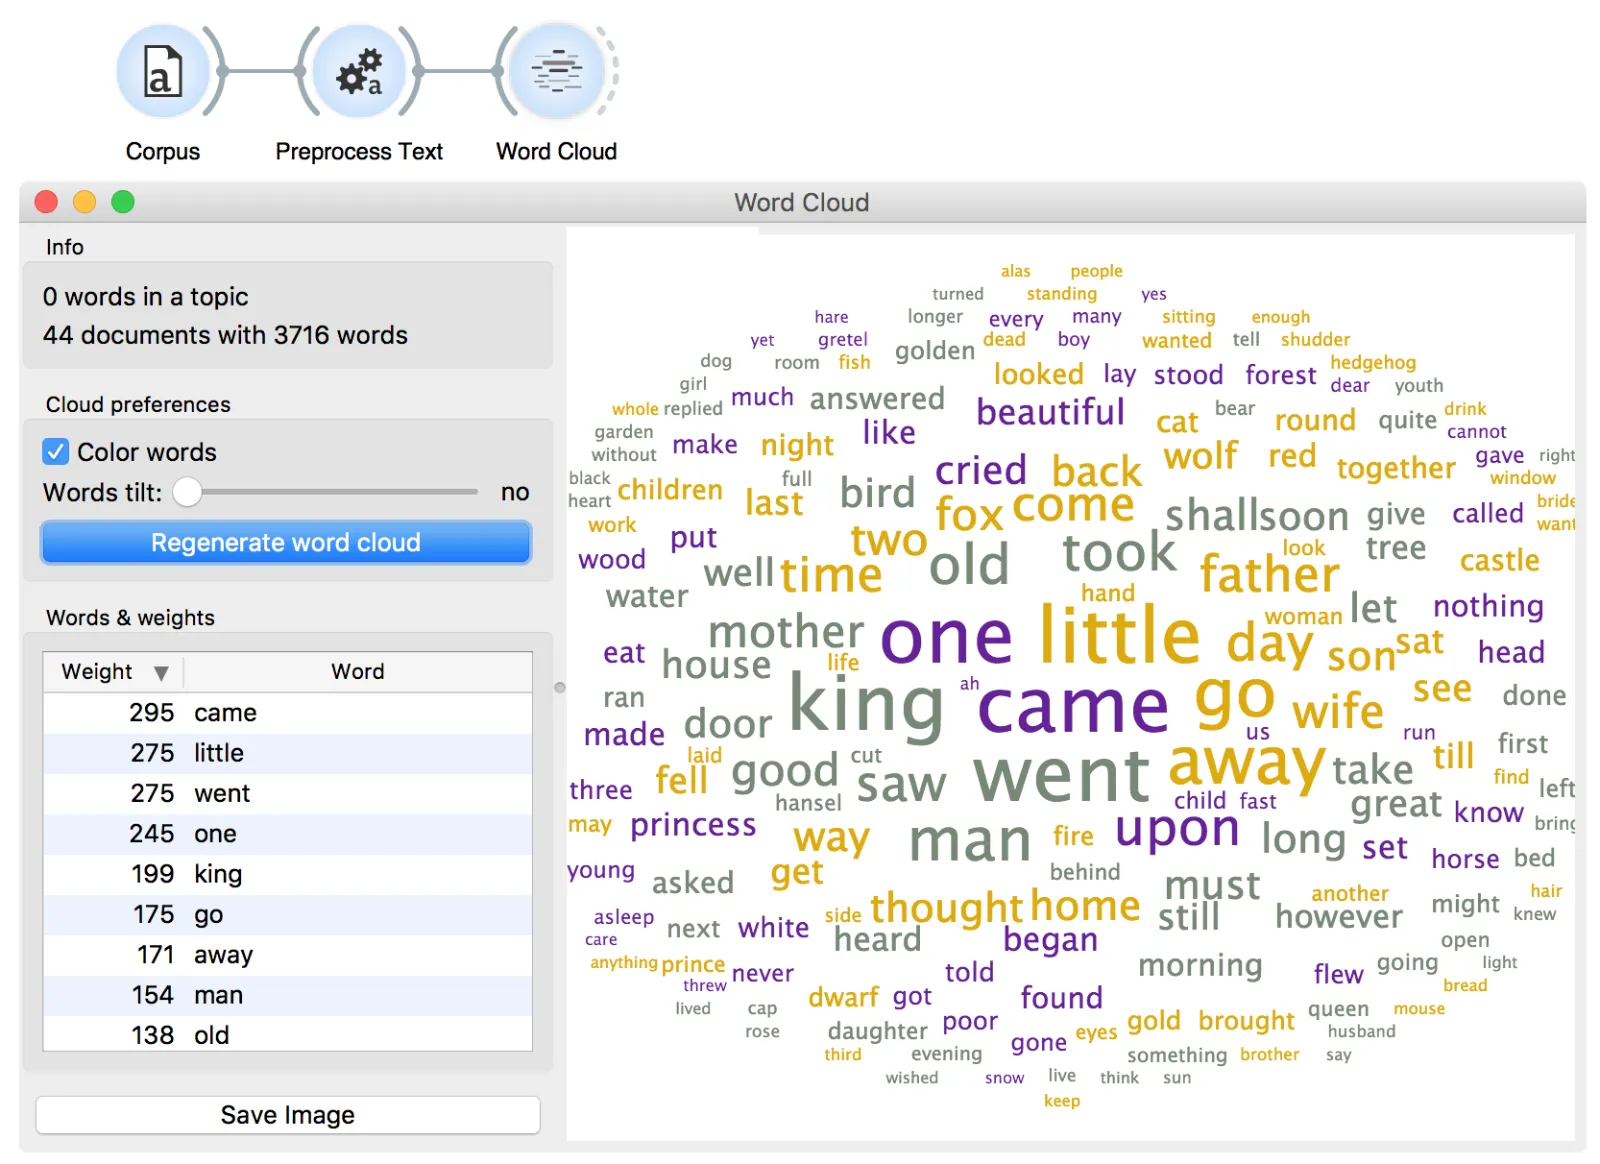 a
a
Corpus Preprocess Text Word Cloud
Word Cloud
Info
0 words in a topic
44 documents with 3716 words
Cloud preferences
Color words
Words tilt: no
Regenerate word cloud
Words & weights
Weight ▼ Word
295 came
275 little
275 went
245 one
199 king
175 go
171 away
154 man
138 old
Save Image
alas people
turned standing yes
hare longer every many sitting enough
yet gretel dead boy wanted tell shudder
dog room fish golden hedgehog
girl looked lay stood forest dear youth
whole replied much answered beautiful cat bear round quite drink
garden make night like cannot
without cried back wolf red together gave right
black heart children full last bird window
work fox come shallsoon give called bride want
wood put two old took look tree castle
water well time hand father
mother one little woman let nothing
eat house life day son sat head
ran king ah came go wife see done
made door us run first
laid good cut saw went away take till find left
three fell hansel child fast great know bring
may princess way man fire upon long set horse bed
young asked get behind must another hair
asleep next white side thought home still however might knew
care heard began open
anything prince never told morning flew going light
threw dwarf got found bread
lived cap poor gold brought queen mouse
rose daughter gone eyes husband
third evening something brother say
wished snow live think sun
keep